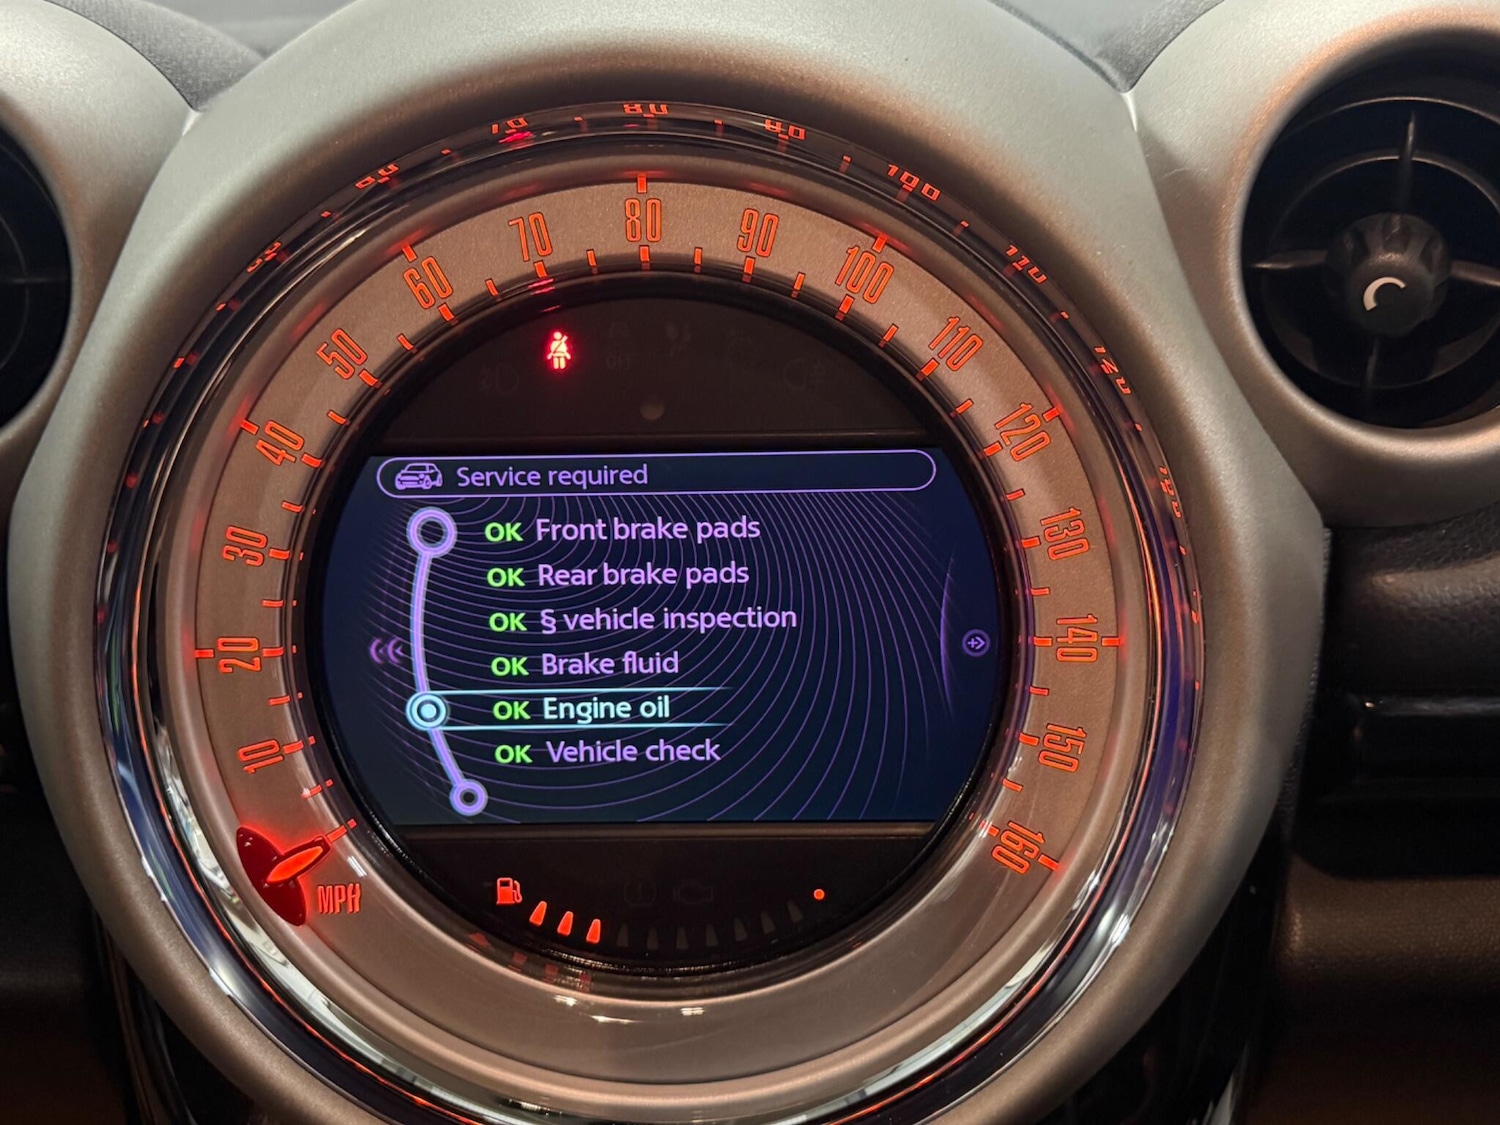 10
20
30
40
50
60
70
80
90
100
110
120
130
140
150
160
MPH
Service required
OK Front brake pads
OK Rear brake pads
OK § vehicle inspection
OK Brake fluid
OK Engine oil
OK Vehicle check